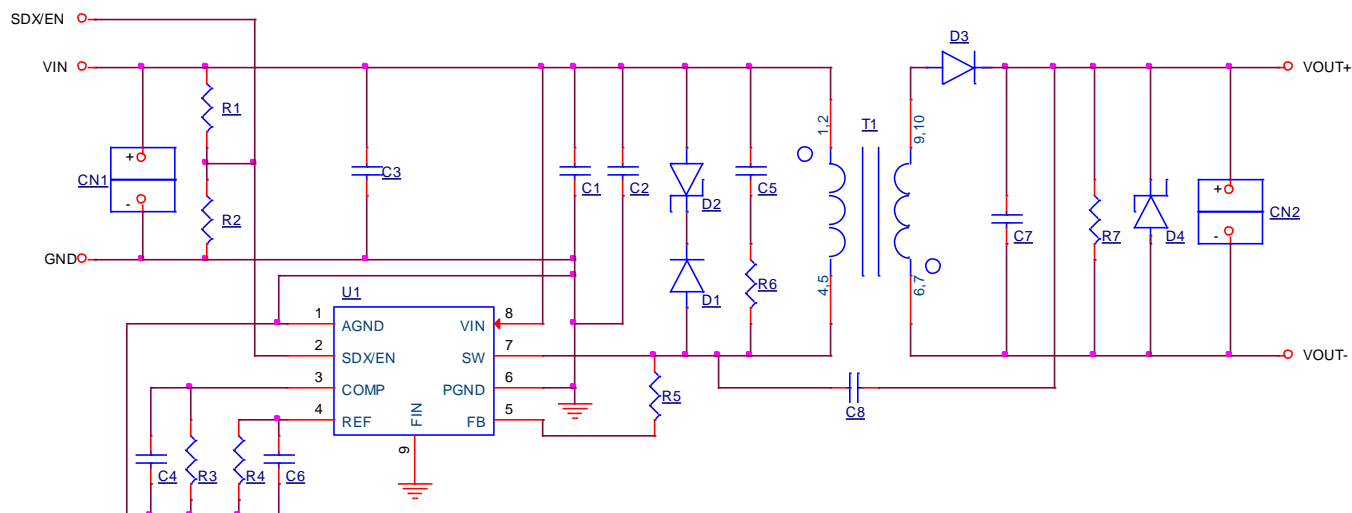 SDX/EN
VIN
D3
VOUT+
R1
1,2
T1
9,10
+
CN1
-
C3
C1
C2
D2
C5
R2
+
CN2
-
C7
R7
D4
GND
4,5
6,7
R6
D1
U1
1
AGND
VIN
8
2
SDX/EN
SW
7
VOUT-
3
COMP
PGND
6
R5
C8
4
REF
FIN
FB
5
9
C4
R3
R4
C6